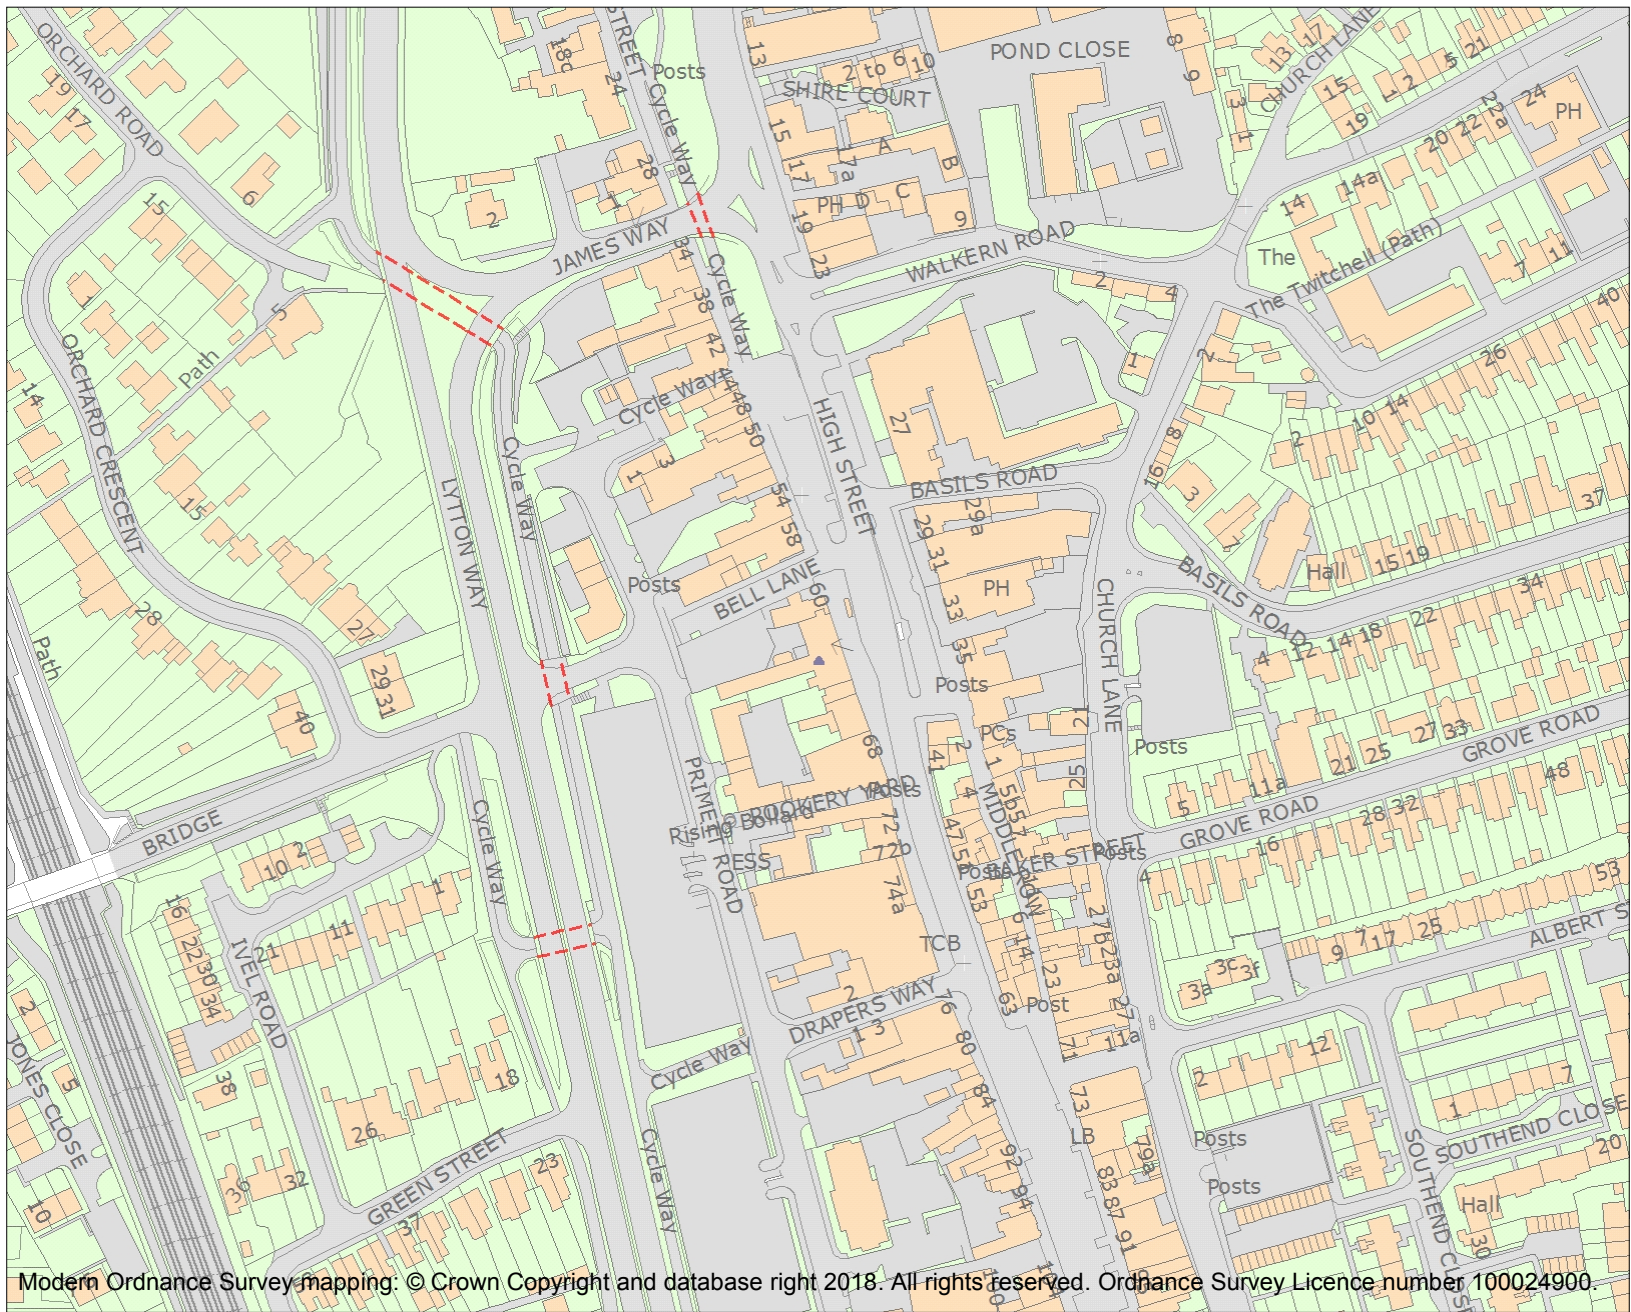 ORCHARD ROAD
19
17
15
6
18c
STREET
24
Posts
Cycle Way
13
2 to 6
10
SHIRE COURT
POND CLOSE
8
9
13
17
CHURCH LANE
15
19
1
2
5
21
3
1
22a
24
PH
20
22
14a
14
28
1
2
JAMES WAY
15
17
17a
A
B
C
D
PH
19
9
23
WALKERN ROAD
The
The Twitchell (Path)
7
11
40
2
4
34
38
42
44
48
50
Cycle Way
Cycle Way
1
5
Path
14
ORCHARD CRESCENT
15
1
2
26
14
10
2
27
HIGH STREET
BASILS ROAD
8
16
3
7
37
1
3
Cycle Way
LYTTON WAY
54
58
29
31
29a
PH
33
35
Hall
15
19
BASILS ROAD
34
22
18
14
12
4
Posts
BELL LANE
60
CHURCH LANE
28
27
29
31
40
Path
Posts
PCs
21
25
Posts
GROVE ROAD
33
27
25
21
11a
5
48
GROVE ROAD
32
28
16
4
68
41
2
1
4
5b
57
47
51
MIDDLE ROW
ROOKERY YARD
Posts
Rising Bollard
PRIMETT ROAD
ESS
72
72b
74a
BAKER STREET
Posts
Posts
53
BRIDGE
10
2
Cycle Way
16
22
30
34
IVEL ROAD
21
11
1
TCB
6
14
23
63
Post
27b
23a
27
11a
71
3a
3c
3f
9
7
17
25
53
ALBERT S
2
DRAPERS WAY
1
3
76
80
84
2
JONES CLOSE
5
38
18
26
36
32
10
GREEN STREET
37
23
Cycle Way
Cycle Way
73
LB
79a
83
87
91
92
94
2
12
1
7
SOUTHEND CLOSE
20
Posts
Posts
SOUTHEND CLOSE
Hall
30
Modern Ordnance Survey mapping: © Crown Copyright and database right 2018. All rights reserved. Ordnance Survey Licence number 100024900.